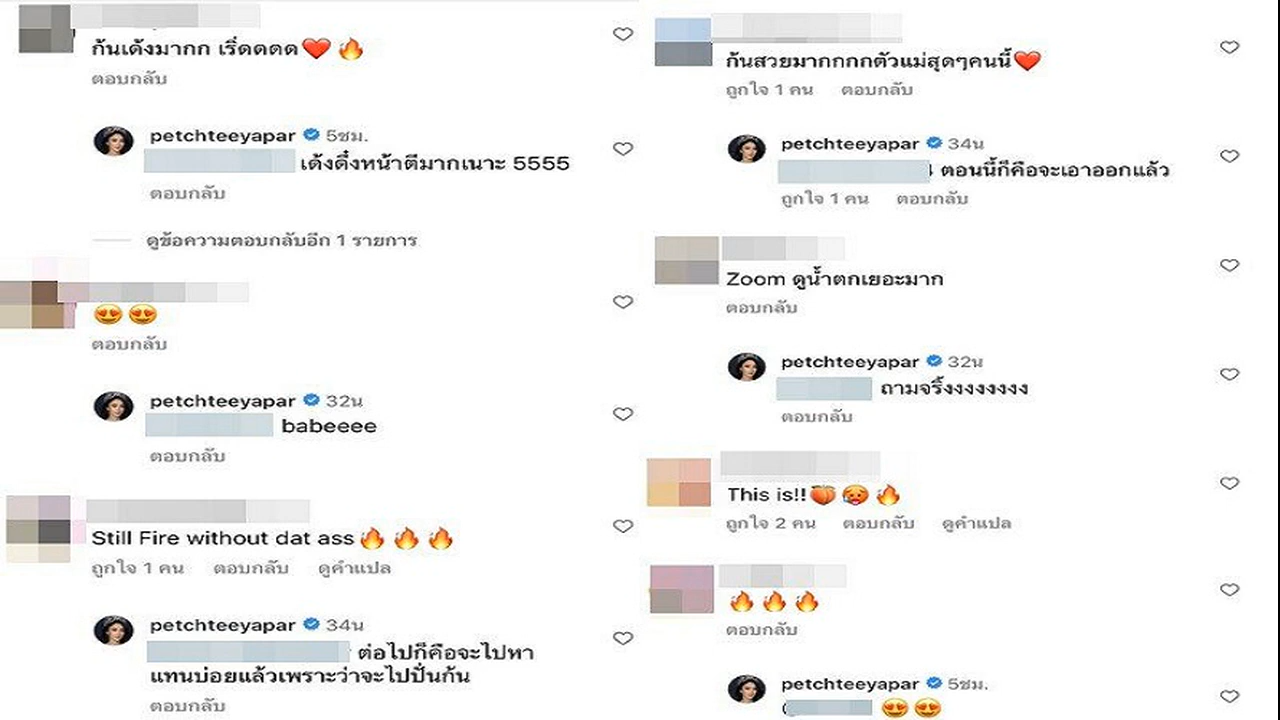 ก้นเด้งมากก เริ่ดดดด❤️🔥
ตอบกลับ
petchteeyapar 5ชม.
เด้งดึ๋งหน้าตีมากเนาะ 5555
ตอบกลับ
ดูข้อความตอบกลับอีก 1 รายการ
😍😍
ตอบกลับ
petchteeyapar 32น
babeeee
ตอบกลับ
Still Fire without dat ass🔥🔥🔥
ถูกใจ 1 คน ตอบกลับ ดูคำแปล
petchteeyapar 34น
ต่อไปก็คือจะไปหา
แทนบ่อยแล้วเพราะว่าจะไปปั่นก้น
ตอบกลับ
ก้นสวยมากกกกตัวแม่สุดๆคนนี้❤️
ถูกใจ 1 คน ตอบกลับ
petchteeyapar 34น
ตอนนี้ก็คือจะเอาออกแล้ว
ถูกใจ 1 คน ตอบกลับ
Zoom ดูน้ำตกเยอะมาก
ตอบกลับ
petchteeyapar 32น
ถามจริ้งงงงงงงง
ตอบกลับ
This is!!🍑🥵🔥
ถูกใจ 2 คน ตอบกลับ ดูคำแปล
🔥🔥🔥
ตอบกลับ
petchteeyapar 5ชม.
😍😍